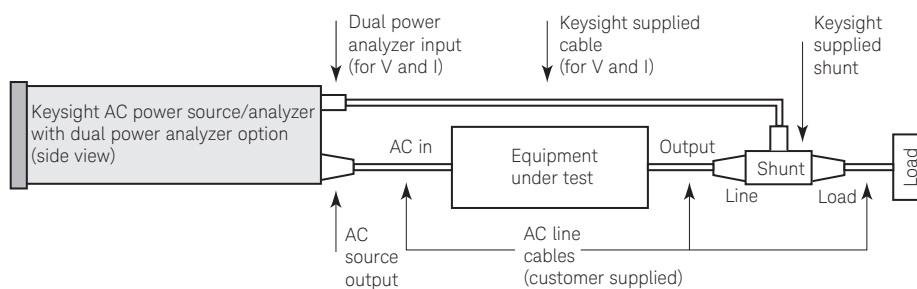 Dual power
analyzer input
(for V and I)
Keysight supplied
cable
(for V and I)
Keysight
supplied
shunt
Keysight AC power source/analyzer
with dual power analyzer option
(side view)
AC in
Equipment
under test
Output
Shunt
Line
Load
Load
AC
source
output
AC line
cables
(customer supplied)